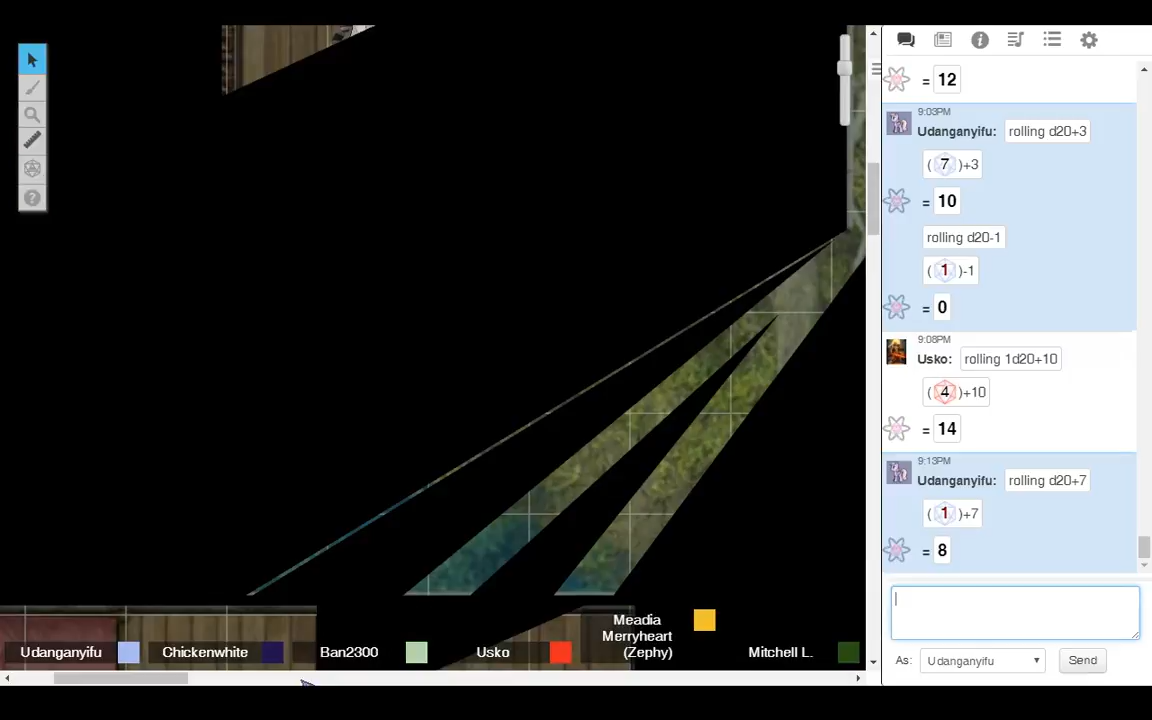 = 12
9:03PM
Udanganyifu: rolling d20+3
(7)+3
= 10
rolling d20-1
(1)-1
= 0
9:08PM
Usko: rolling 1d20+10
(4)+10
= 14
9:13PM
Udanganyifu: rolling d20+7
(1)+7
= 8
As: Udanganyifu Send
Meadia
Merryheart
(Zephy)
Udanganyifu Chickenwhite Ban2300 Usko Mitchell L.